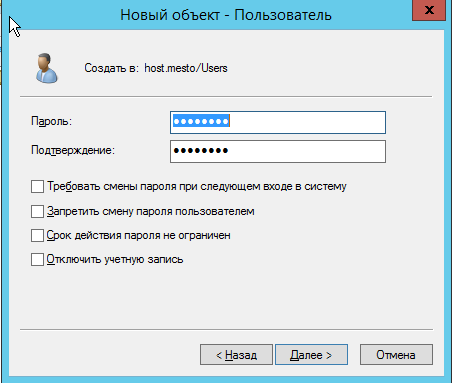 Новый объект - Пользователь
x
Создать в: host.mesto/Users
Пароль: ●●●●●●●●
Подтверждение: ●●●●●●●●
Требовать смены пароля при следующем входе в систему
Запретить смену пароля пользователем
Срок действия пароля не ограничен
Отключить учетную запись
< Назад Далее > Отмена